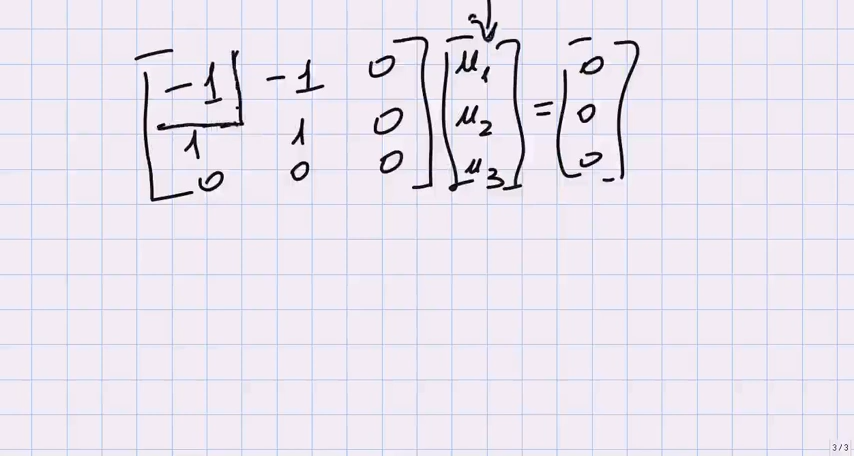 [ -1 -1 0 ] [ u1 ] = [ 0 ]
[ 1 1 0 ] [ u2 ] [ 0 ]
[ 0 0 0 ] [ u3 ] [ 0 ]
3/3